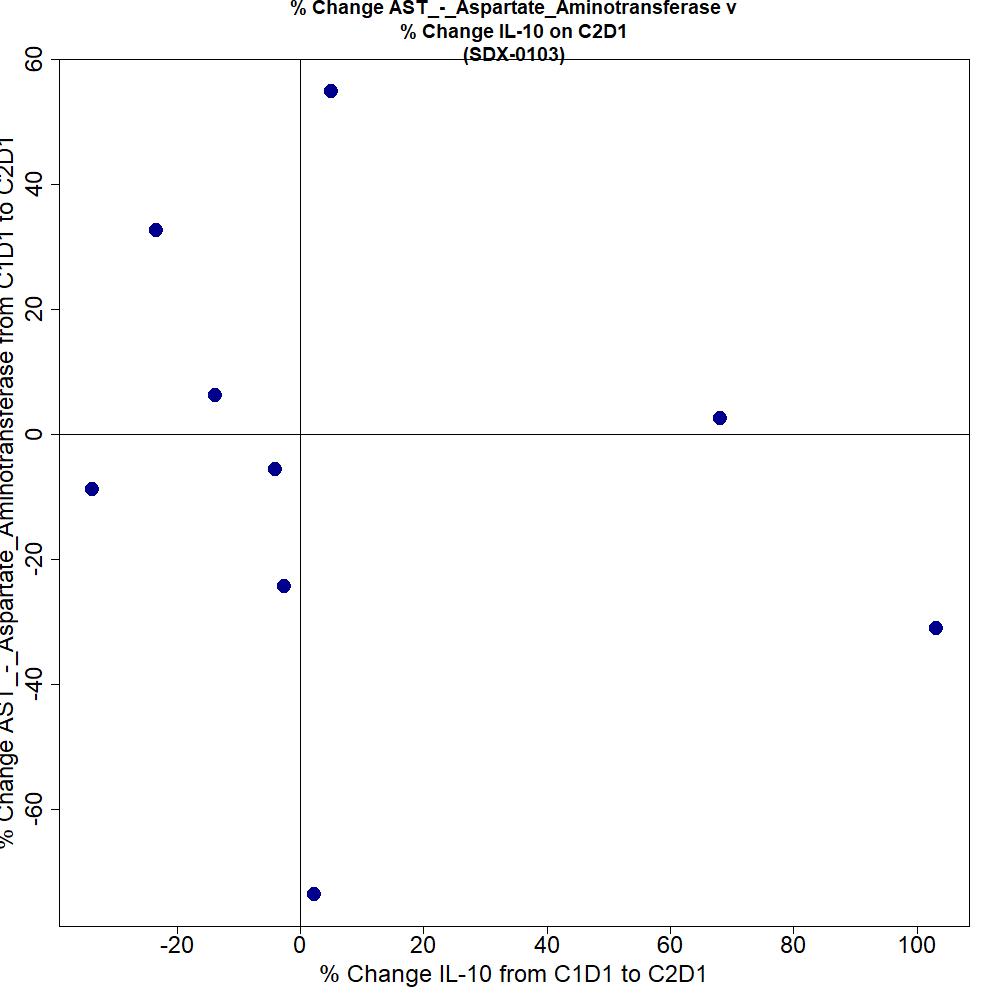 % Change AST_-_Aspartate_Aminotransferase v
% Change IL-10 on C2D1
(SDX-0103)
% Change AST_-_Aspartate_Aminotransferase from C1D1 to C2D1
60
40
20
0
-20
-40
-60
-20 0 20 40 60 80 100
% Change IL-10 from C1D1 to C2D1